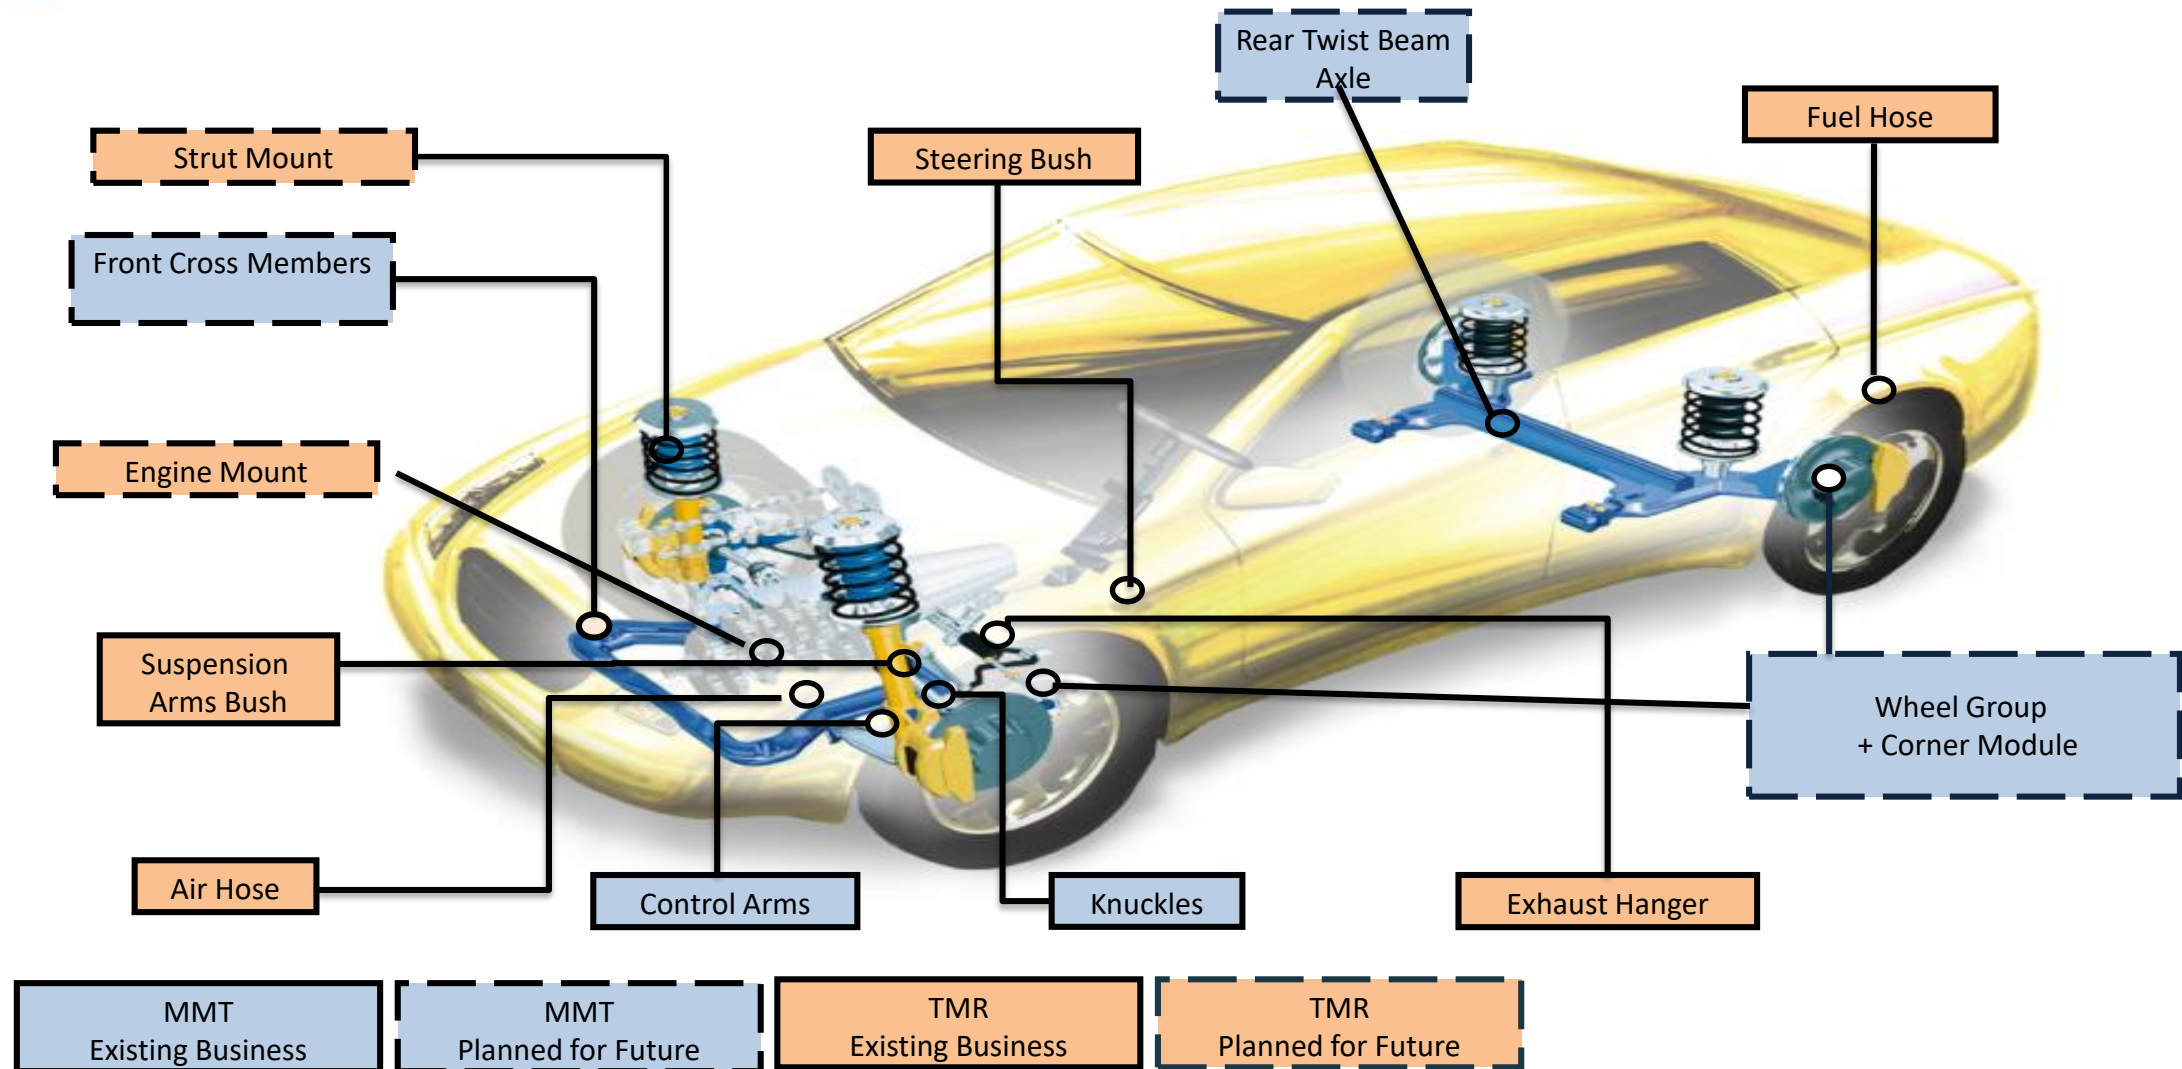 Rear Twist Beam
Axle
Fuel Hose
Strut Mount
Steering Bush
Front Cross Members
Engine Mount
Suspension
Arms Bush
Wheel Group
+ Corner Module
Air Hose
Control Arms
Knuckles
Exhaust Hanger
MMT
Existing Business
MMT
Planned for Future
TMR
Existing Business
TMR
Planned for Future